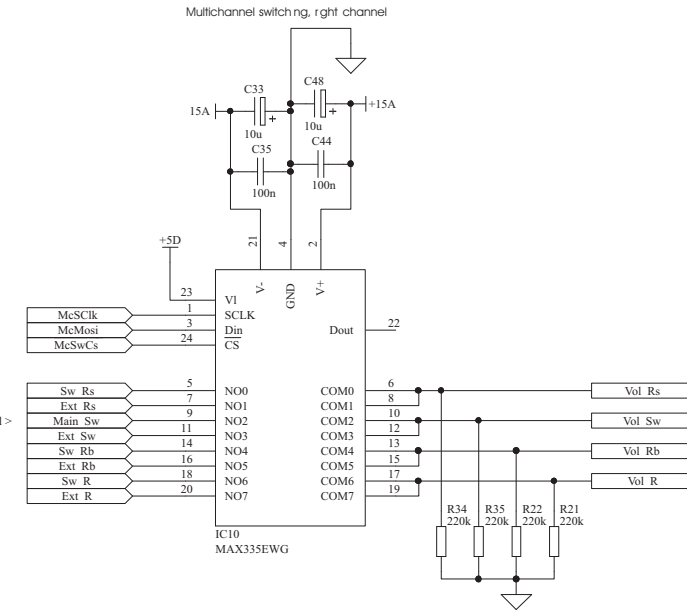 Multichannel switch ng, r ght channel
C33
C48
15A
+15A
+
+
10u
10u
C35
C44
100n
100n
21
4
2
+5D
V-
GND
V+
23
Vl
McSClk
1
SCLK
McMosi
3
Din
Dout
22
McSwCs
24
CS
Sw Rs
5
NO0
COM0
6
Vol Rs
Ext Rs
7
NO1
COM1
8
l >
Main Sw
9
NO2
COM2
10
Vol Sw
Ext Sw
11
NO3
COM3
12
Sw Rb
14
NO4
COM4
13
Vol Rb
Ext Rb
16
NO5
COM5
15
Sw R
18
NO6
COM6
17
Vol R
Ext R
20
NO7
COM7
19
R34
R35
R22
R21
220k
220k
220k
220k
IC10
MAX335EWG